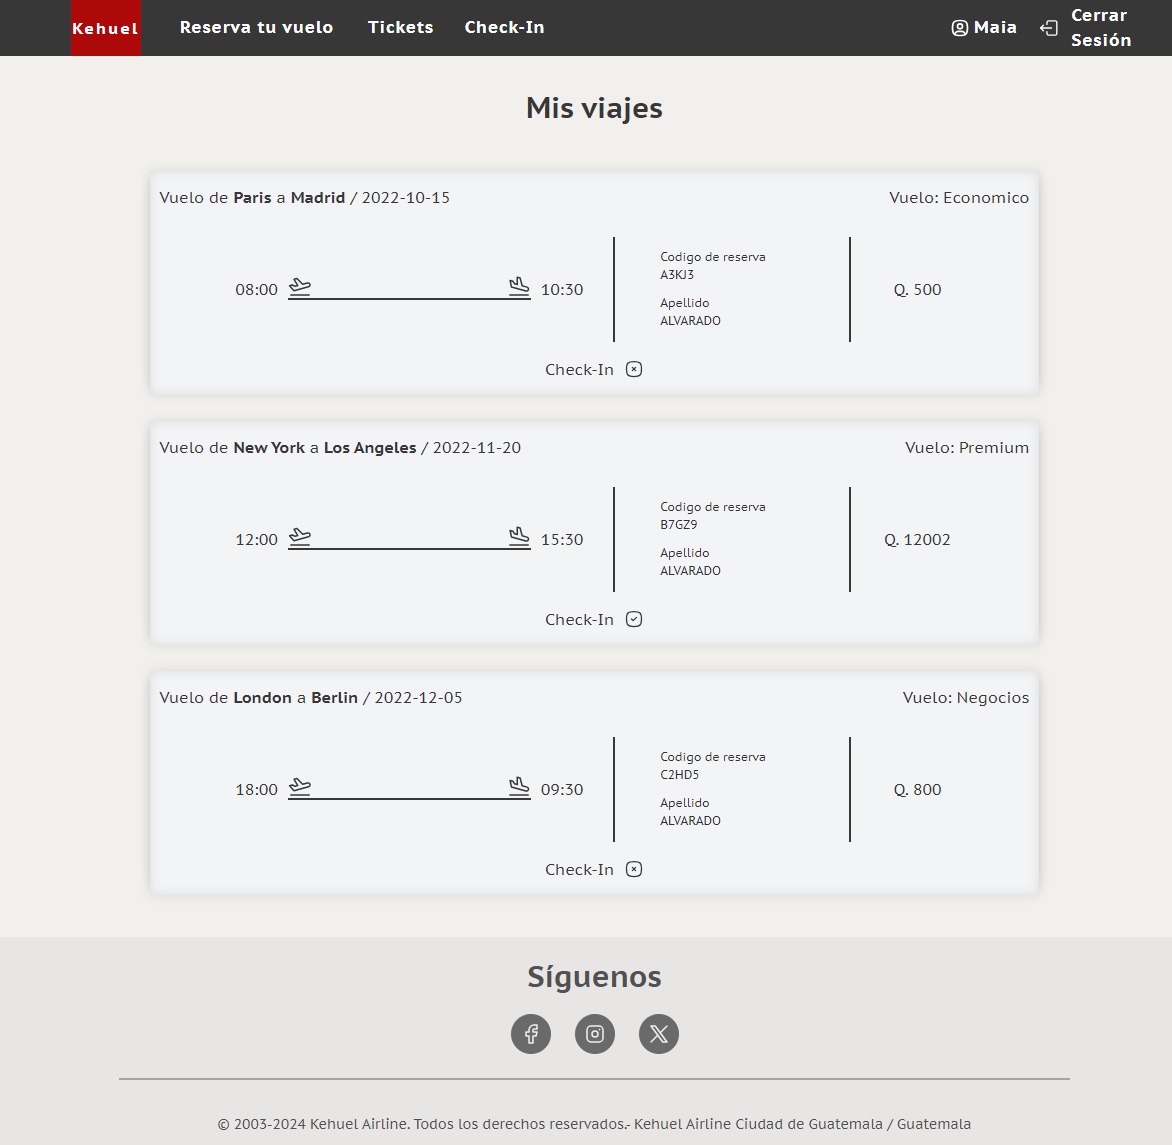 Kehuel Reserva tu vuelo Tickets Check-In Maia Cerrar Sesión
Mis viajes
Vuelo de Paris a Madrid / 2022-10-15 Vuelo: Economico
08:00 10:30
Codigo de reserva
A3KJ3
Apellido
ALVARADO
Q. 500
Check-In
Vuelo de New York a Los Angeles / 2022-11-20 Vuelo: Premium
12:00 15:30
Codigo de reserva
B7GZ9
Apellido
ALVARADO
Q. 12002
Check-In
Vuelo de London a Berlin / 2022-12-05 Vuelo: Negocios
18:00 09:30
Codigo de reserva
C2HD5
Apellido
ALVARADO
Q. 800
Check-In
Síguenos
© 2003-2024 Kehuel Airline. Todos los derechos reservados.- Kehuel Airline Ciudad de Guatemala / Guatemala